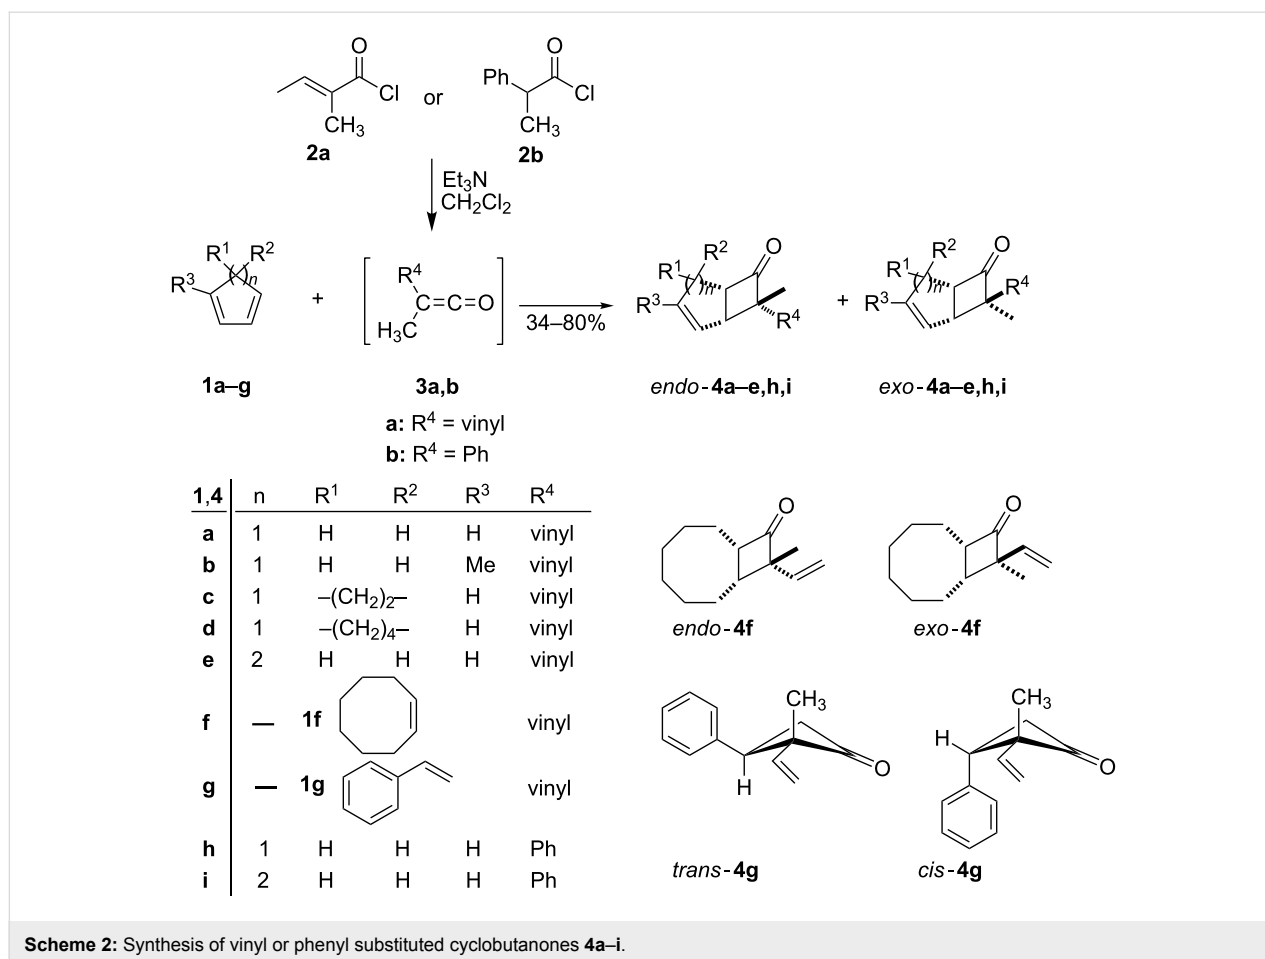 O
Cl
CH3
2a
or
O
Ph
Cl
CH3
2b
Et3N
CH2Cl2
R1 R2
R3
n
+
R4
C=C=O
H3C
34–80%
O
R2
R1
n
R3
R4
+
O
R2
R1
n
R3
R4
1a–g
3a,b
endo-4a–e,h,i
exo-4a–e,h,i
a: R4 = vinyl
b: R4 = Ph
1,4 n R1 R2 R3 R4
a 1 H H H vinyl
b 1 H H Me vinyl
c 1 –(CH2)2– H vinyl
d 1 –(CH2)4– H vinyl
e 2 H H H vinyl
f — 1f vinyl
g — 1g vinyl
h 1 H H H Ph
i 2 H H H Ph
O
endo-4f
O
exo-4f
CH3
O
H
trans-4g
CH3
H
O
cis-4g
Scheme 2: Synthesis of vinyl or phenyl substituted cyclobutanones 4a–i.